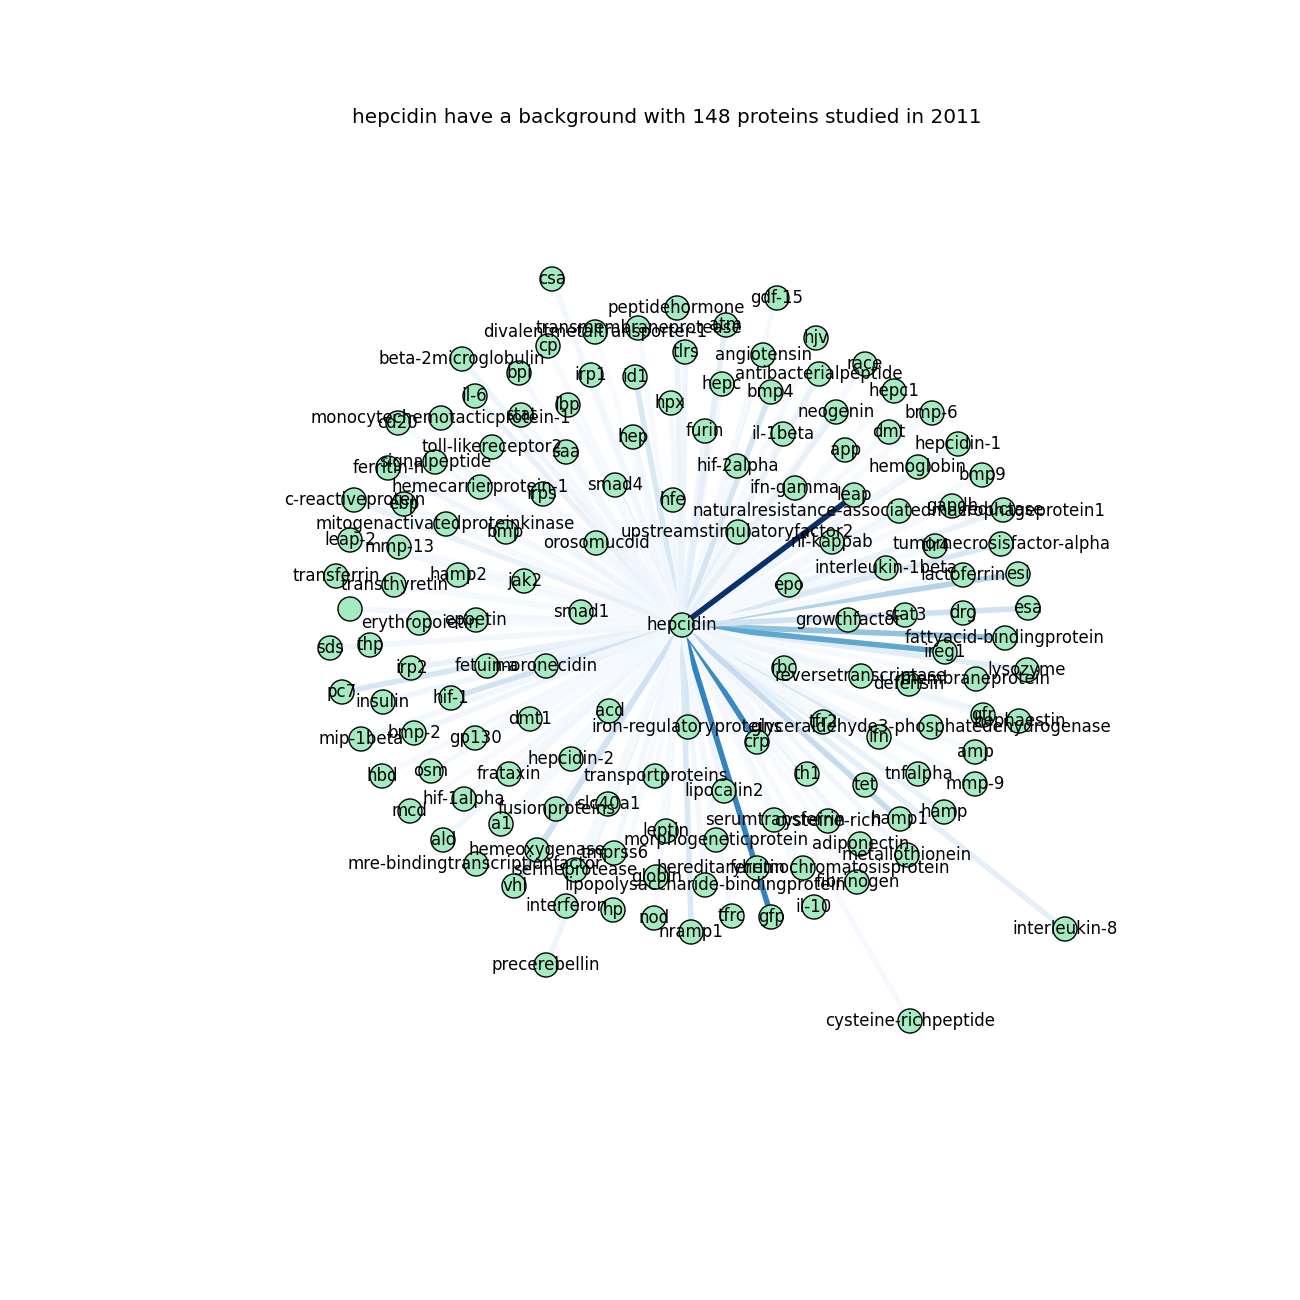 hepcidin have a background with 148 proteins studied in 2011
csa
gdf-15
peptidehormone
transmembraneprotease
atm
divalentmetaltransporter-1
hjv
cp
tlrs
angiotensin
beta-2microglobulin
race
bpi
irp1
id1
antibacterialpeptide
hepc
bmp4
hepc1
il-6
lbp
hpx
neogenin
bmp-6
monocytechemotacticprotein-1
stat
cd20
furin
il-1beta
dmt
hep
hepcidin-1
toll-likereceptor2
saa
app
signalpeptide
ferritin-h
hif-2alpha
hemoglobin
bmp9
hemecarrierprotein-1
smad4
ifn-gamma
irps
leap
c-reactiveprotein
ebp
hfe
gapdh
naturalresistance-associatedmacrophageprotein1
mitogenactivatedproteinkinase
bmp
upstreamstimulatoryfactor2
leap-2
mmp-13
orosomucoid
nf-kappab
tlr4
tumornecrosisfactor-alpha
interleukin-1beta
transferrin
transthyretin
hamp2
jak2
epo
lactoferrin
esi
smad1
esa
erythropoietin
epoetin
hepcidin
growthfactor
stat3
drg
sds
thp
fattyacid-bindingprotein
ireg1
irp2
fetuin-a
moronecidin
rbc
reversetranscriptase
membraneprotein
lysozyme
defensin
pc7
insulin
hif-1
acd
dmt1
iron-regulatoryproteins
tfr2
glyceraldehyde3-phosphatedehydrogenase
gfn
hephaestin
mip-1beta
bmp-2
gp130
crp
ifn
amp
hepcidin-2
hbd
osm
frataxin
transportproteins
th1
tnfalpha
tet
mmp-9
lipocalin2
mcd
hif-1alpha
fusionproteins
slc40a1
hamp
a1
serumtransferrin
cysteine-rich
hamp1
ald
leptin
morphogeneticprotein
adiponectin
hemeoxygenase
tmprss6
metallothionein
mre-bindingtranscriptionfactor
serineprotease
hereditaryhemochromatosisprotein
ferritin
globin
vhl
lipopolysaccharide-bindingprotein
fibrinogen
interferon
hp
nod
tfrc
gfp
il-10
nramp1
interleukin-8
precerebellin
cysteine-richpeptide